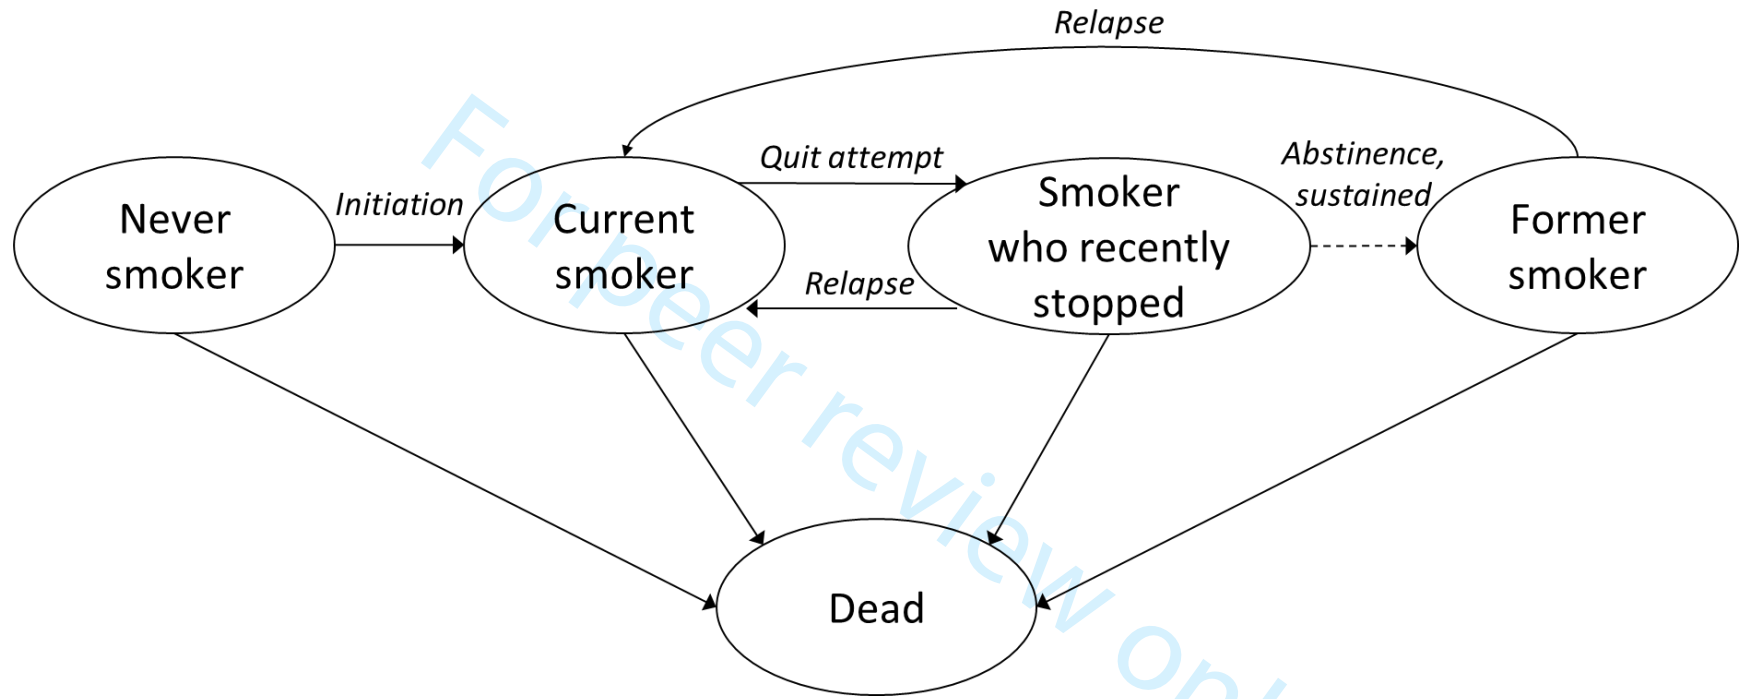 Relapse
Quit attempt
Abstinence,
sustained
Initiation
Never
smoker
Current
smoker
Smoker
who recently
stopped
Former
smoker
Relapse
Dead
For peer review onl